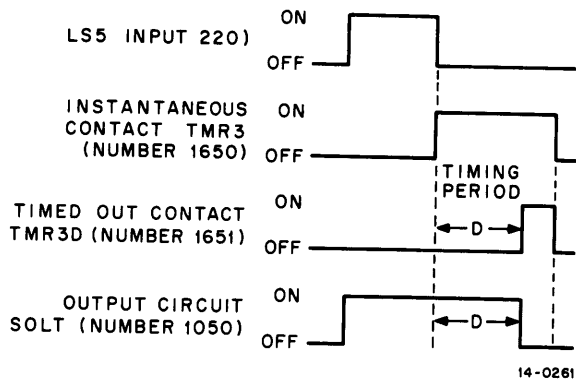 ON
LS5 INPUT 220)
OFF
INSTANTANEOUS
CONTACT TMR3
(NUMBER 1650)
ON
OFF
TIMING
PERIOD
ON
TIMED OUT CONTACT
TMR3D (NUMBER 1651)
D
OFF
ON
OUTPUT CIRCUIT
SOLT (NUMBER 1050)
D
OFF
14-0261